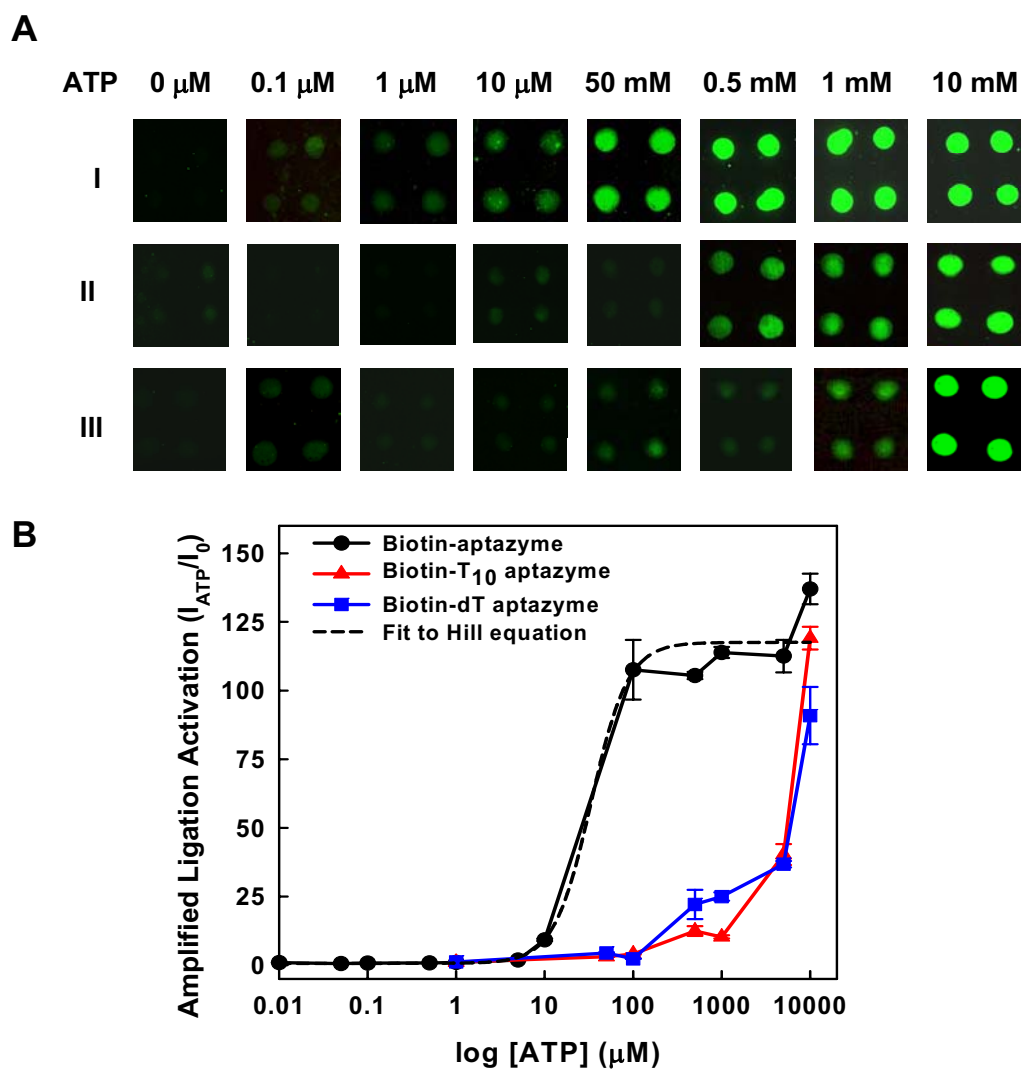 A
ATP 0 μM 0.1 μM 1 μM 10 μM 50 mM 0.5 mM 1 mM 10 mM
I
II
III
B
Amplified Ligation Activation (I_ATP/I_0)
150
125
100
75
50
25
0
Biotin-aptazyme
Biotin-T10 aptazyme
Biotin-dT aptazyme
Fit to Hill equation
0.01 0.1 1 10 100 1000 10000
log [ATP] (μM)